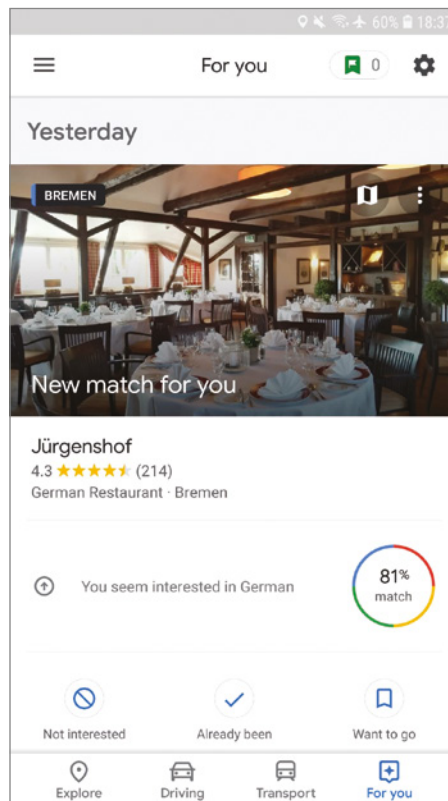 60% 18:37
For you
0
Yesterday
BREMEN
New match for you
Jürgenshof
4.3 (214)
German Restaurant · Bremen
You seem interested in German
81%
match
Not interested
Already been
Want to go
Explore
Driving
Transport
For you